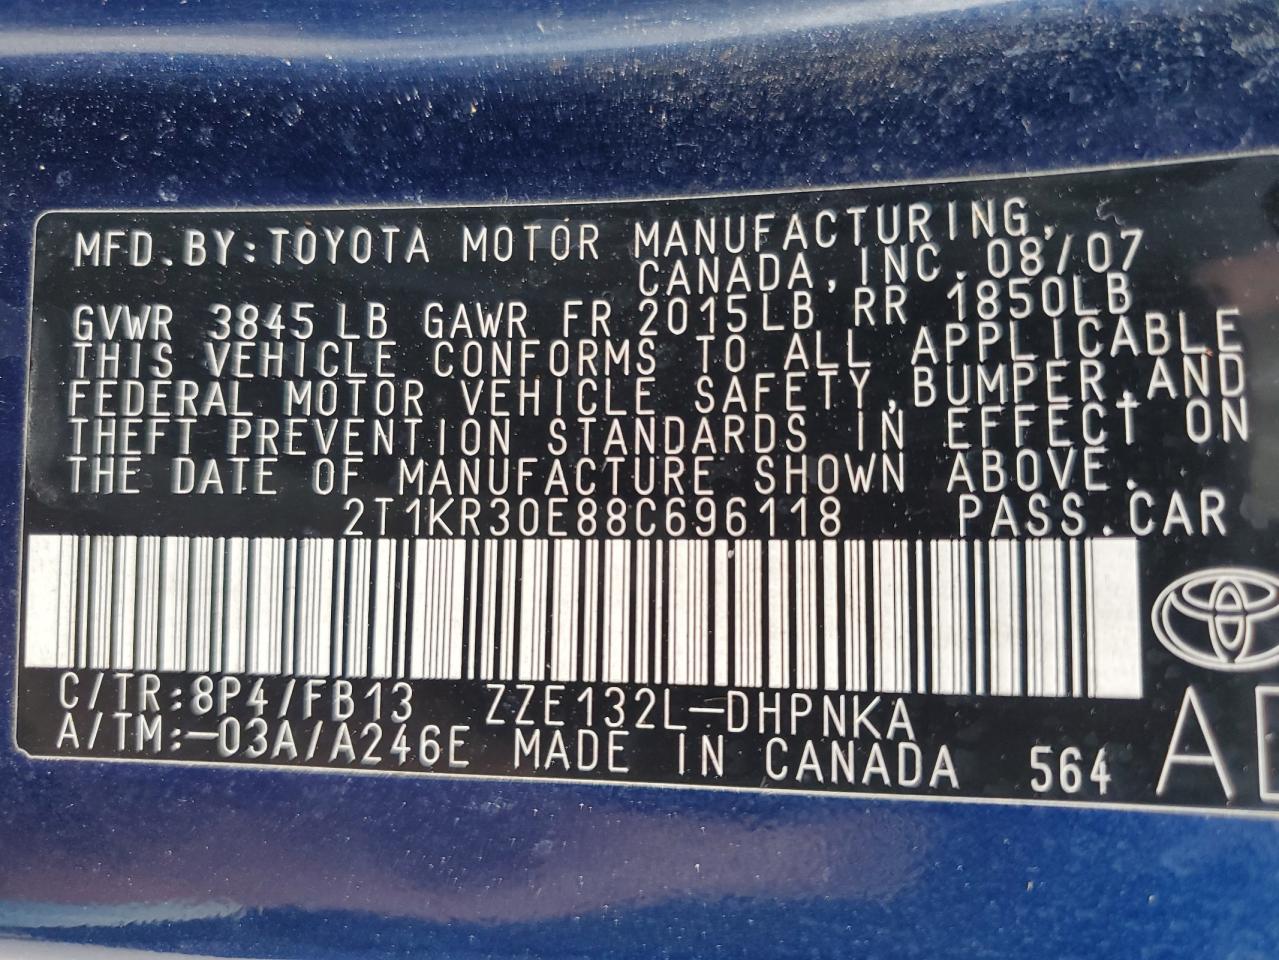 MFD.BY:TOYOTA MOTOR MANUFACTURING,
CANADA,INC. 08/07
GVWR 3845LB GAWR FR 2015LB RR 1850LB
THIS VEHICLE CONFORMS TO ALL APPLICABLE
FEDERAL MOTOR VEHICLE SAFETY,BUMPER,AND
THEFT PREVENTION STANDARDS IN EFFECT ON
THE DATE OF MANUFACTURE SHOWN ABOVE.
2T1KR30E88C696118 PASS.CAR
C/TR:8P4/FB13 ZZE132L-DHPNKA
A/TM:-03A/A246E MADE IN CANADA 564
A